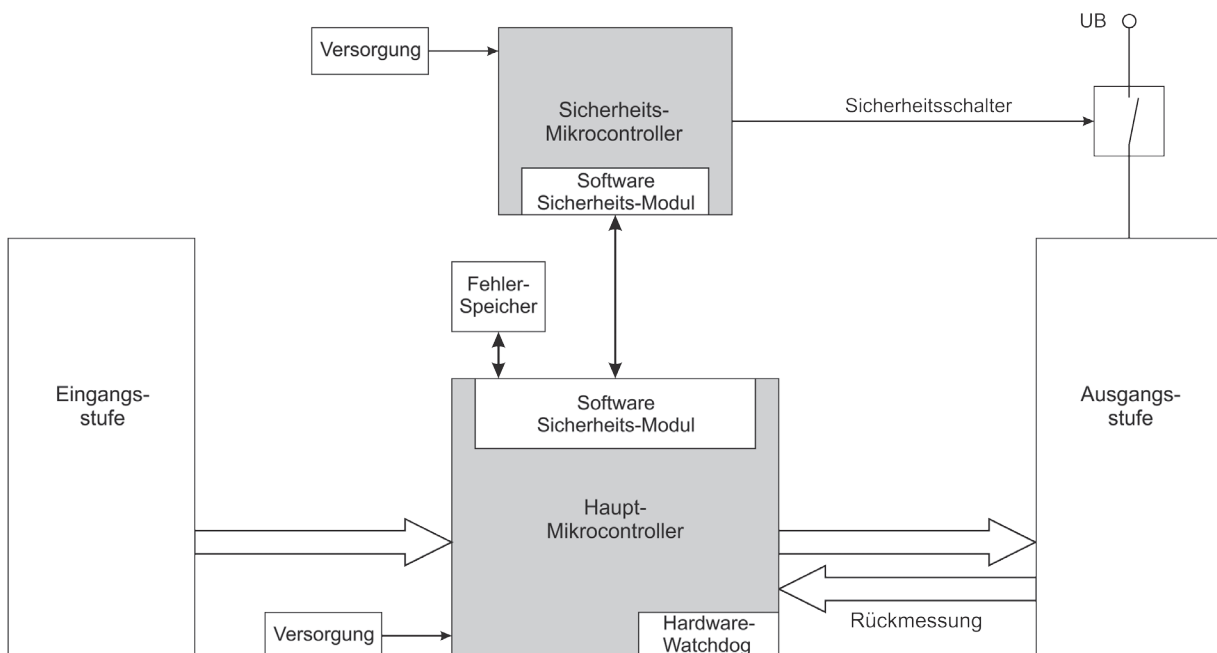 UB
Versorgung
Sicherheits-
Mikrocontroller
Sicherheitsschalter
Software
Sicherheits-Modul
Fehler-
Speicher
Eingangs-
stufe
Software
Sicherheits-Modul
Ausgangs-
stufe
Haupt-
Mikrocontroller
Rückmessung
Versorgung
Hardware-
Watchdog